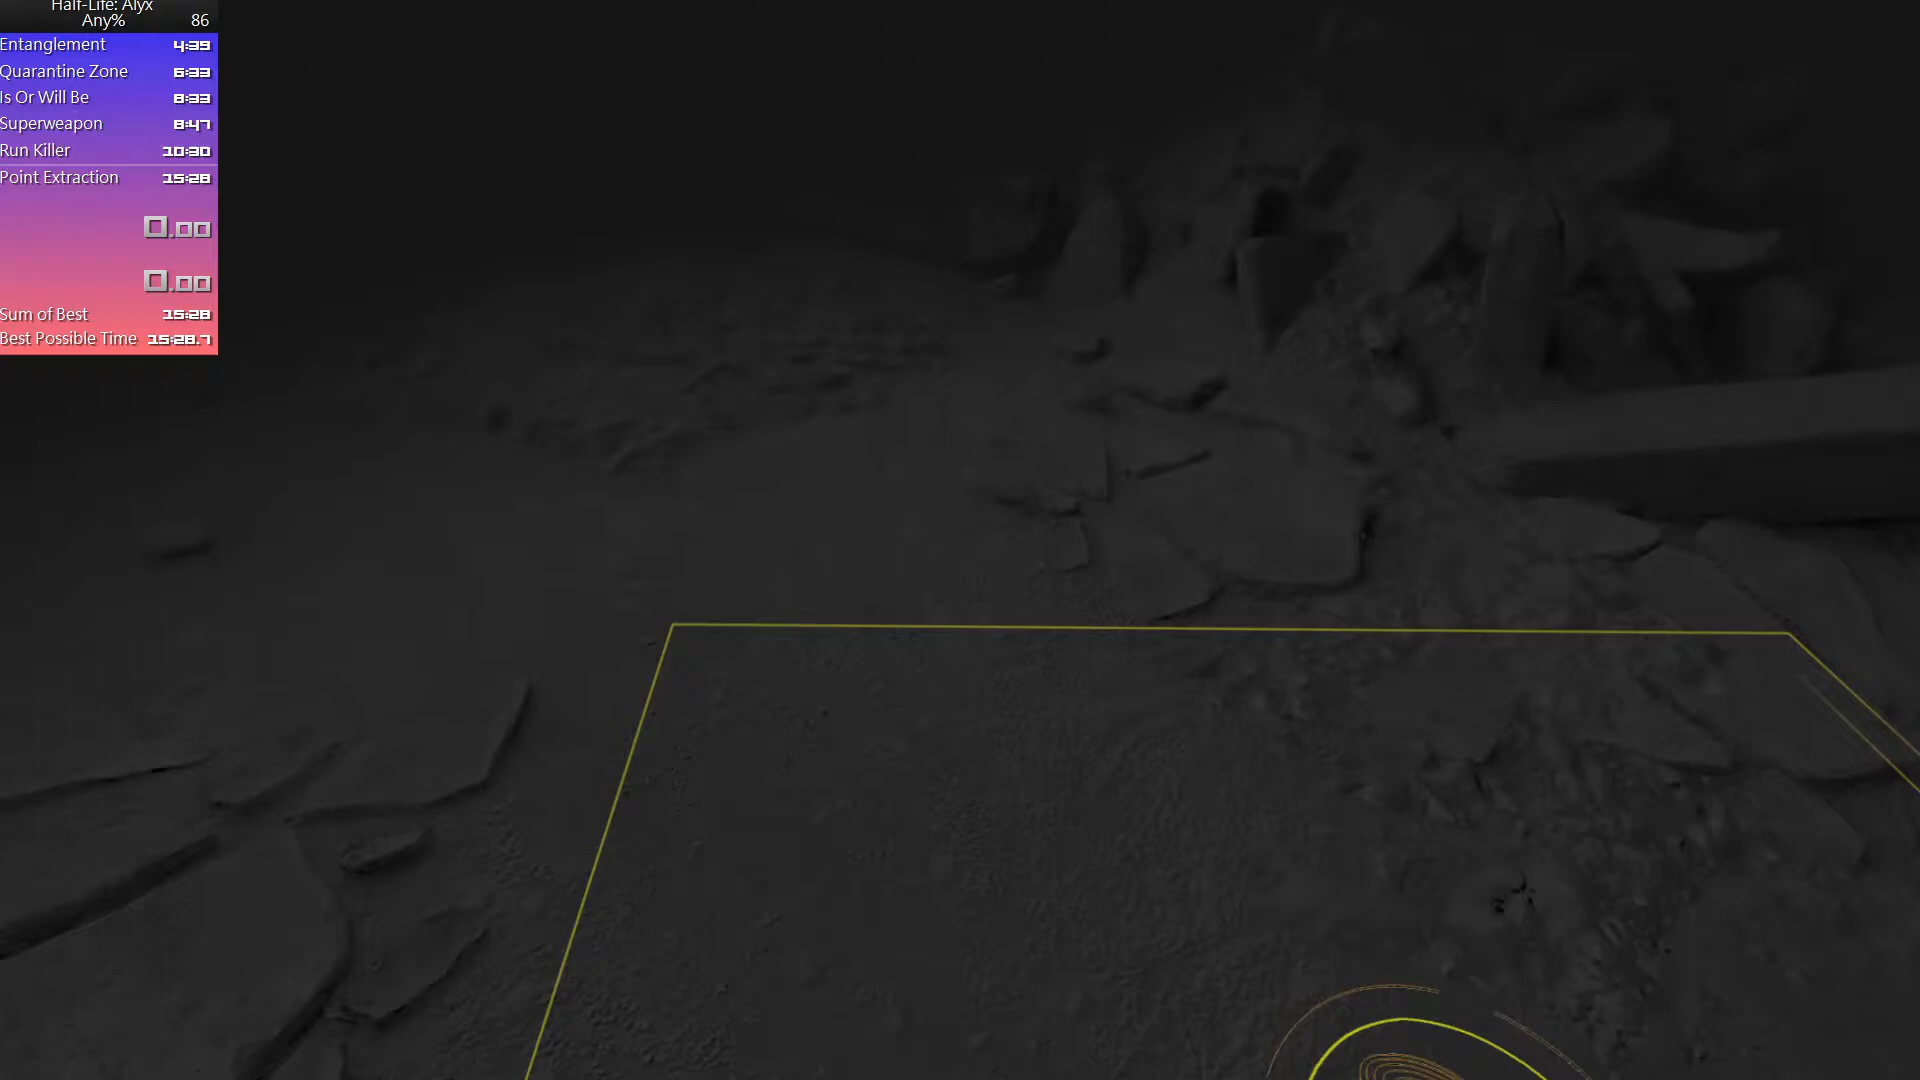 Half-Life: Alyx
Any% 86
Entanglement 4:39
Quarantine Zone 6:33
Is Or Will Be 8:33
Superweapon 8:47
Run Killer 10:30
Point Extraction 15:28
0.00
0.00
Sum of Best 15:28
Best Possible Time 15:28.7